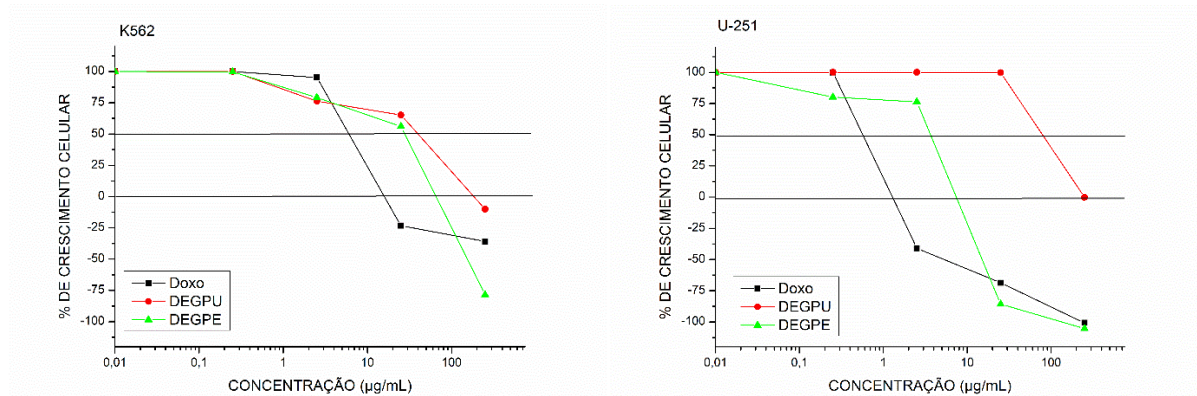 K562
% DE CRESCIMENTO CELULAR
100
75
50
25
0
-25
-50
-75
-100
Doxo
DEGPU
DEGPE
0,01
0,1
1
10
100
CONCENTRAÇÃO (µg/mL)
U-251
% DE CRESCIMENTO CELULAR
100
75
50
25
0
-25
-50
-75
-100
Doxo
DEGPU
DEGPE
0,01
0,1
1
10
100
CONCENTRAÇÃO (µg/mL)